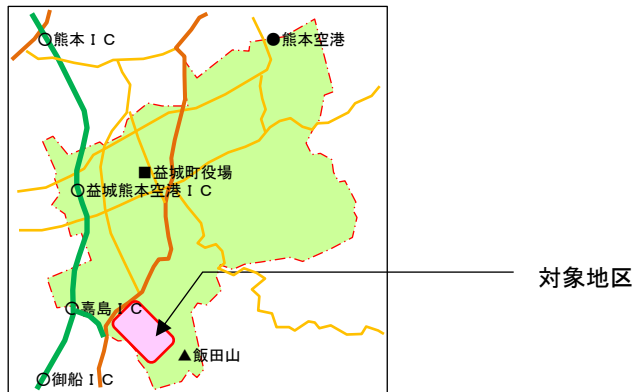 ○熊本ＩＣ
●熊本空港
■益城町役場
○益城熊本空港ＩＣ
対象地区
○嘉島ＩＣ
▲飯田山
○御船ＩＣ